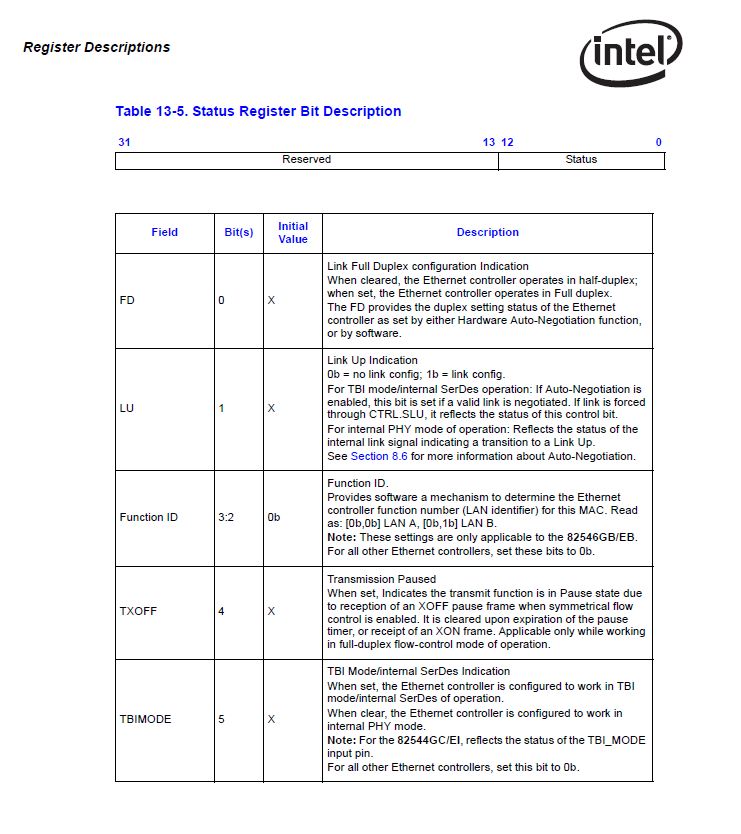 Register Descriptions
intel®
Table 13-5. Status Register Bit Description
31 13 12 0
Reserved Status
Field Bit(s) Initial Value Description
FD 0 X
Link Full Duplex configuration Indication
When cleared, the Ethernet controller operates in half-duplex;
when set, the Ethernet controller operates in Full duplex.
The FD provides the duplex setting status of the Ethernet
controller as set by either Hardware Auto-Negotiation function,
or by software.
LU 1 X
Link Up Indication
0b = no link config; 1b = link config.
For TBI mode/internal SerDes operation: If Auto-Negotiation is
enabled, this bit is set if a valid link is negotiated. If link is forced
through CTRL.SLU, it reflects the status of this control bit.
For internal PHY mode of operation: Reflects the status of the
internal link signal indicating a transition to a Link Up.
See Section 8.6 for more information about Auto-Negotiation.
Function ID 3:2 0b
Function ID.
Provides software a mechanism to determine the Ethernet
controller function number (LAN identifier) for this MAC. Read
as: [0b,0b] LAN A, [0b,1b] LAN B.
Note: These settings are only applicable to the 82546GB/EB.
For all other Ethernet controllers, set these bits to 0b.
TXOFF 4 X
Transmission Paused
When set, Indicates the transmit function is in Pause state due
to reception of an XOFF pause frame when symmetrical flow
control is enabled. It is cleared upon expiration of the pause
timer, or receipt of an XON frame. Applicable only while working
in full-duplex flow-control mode of operation.
TBIMODE 5 X
TBI Mode/internal SerDes Indication
When set, the Ethernet controller is configured to work in TBI
mode/internal SerDes of operation.
When clear, the Ethernet controller is configured to work in
internal PHY mode.
Note: For the 82544GC/EI, reflects the status of the TBI_MODE
input pin.
For all other Ethernet controllers, set this bit to 0b.